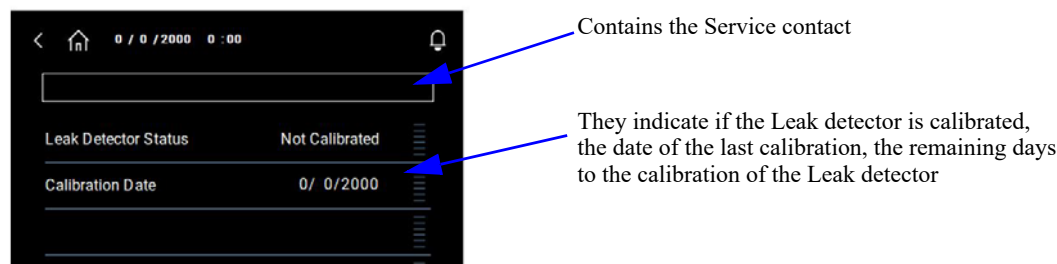 0 / 0 /2000 0 :00
Contains the Service contact
Leak Detector Status Not Calibrated
They indicate if the Leak detector is calibrated,
the date of the last calibration, the remaining days
to the calibration of the Leak detector
Calibration Date 0/ 0/2000